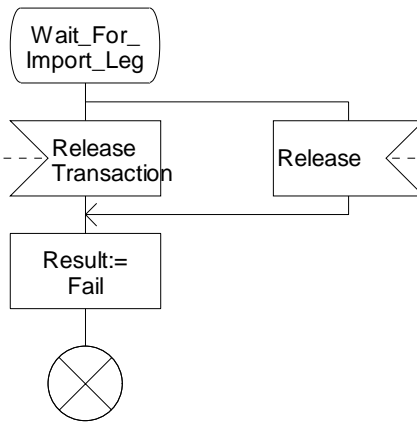 Wait_For_
Import_Leg
Release
Transaction
Release
Result:=
Fail